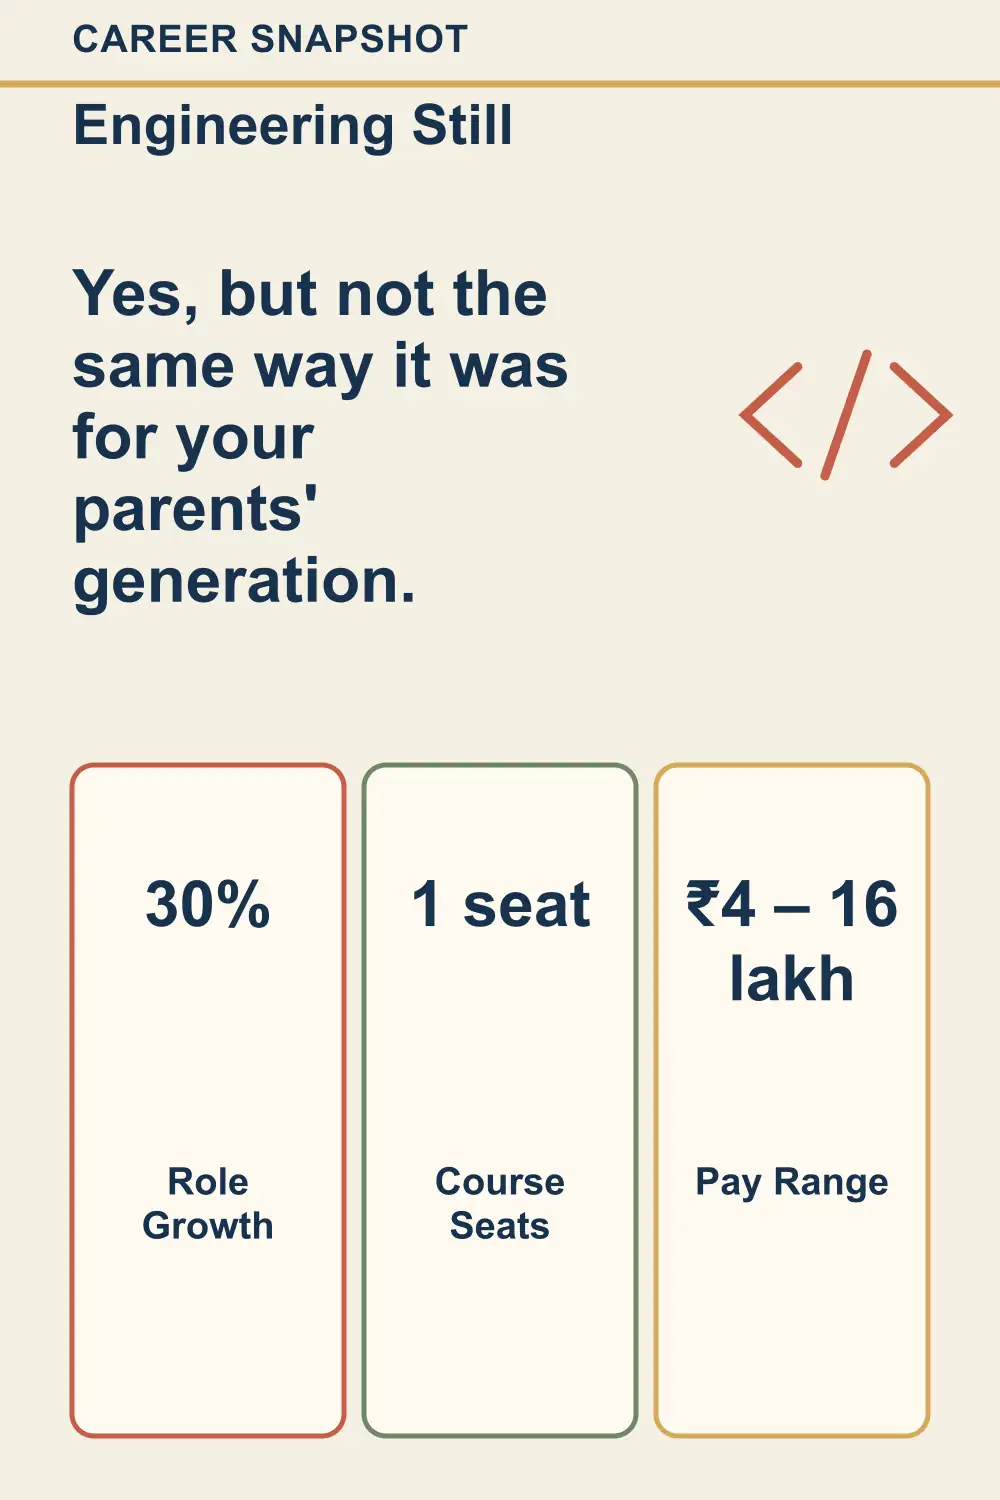 CAREER SNAPSHOT
Engineering Still
Yes, but not the
same way it was
for your
parents'
generation.
30%
Role
Growth
1 seat
Course
Seats
₹4 – 16
lakh
Pay Range